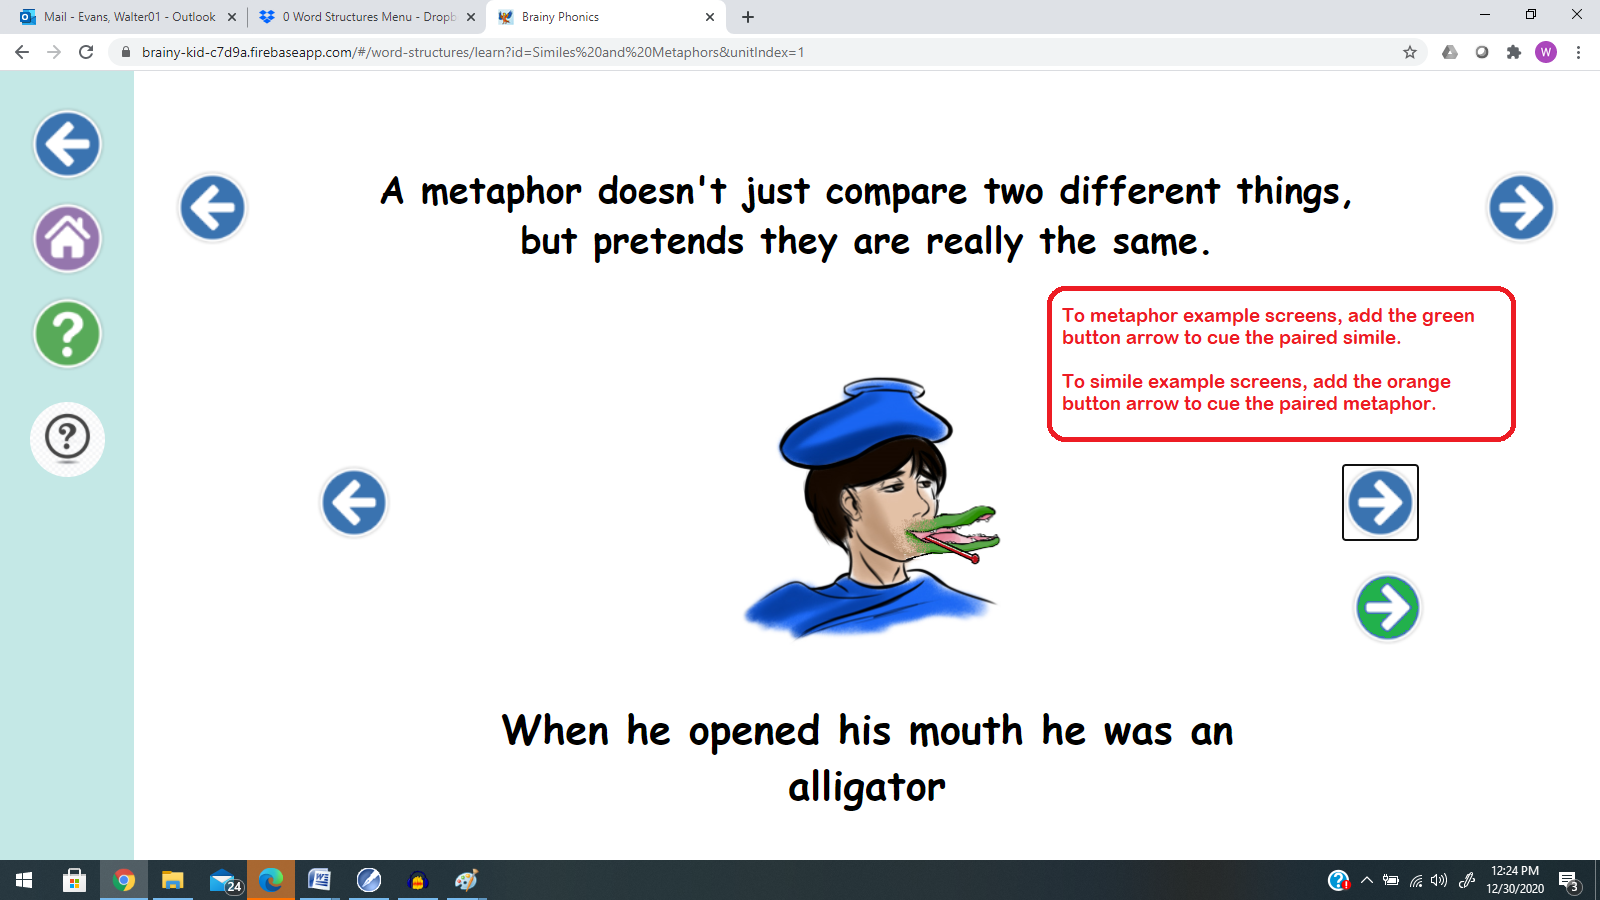 Mail - Evans, Walter01 - Outlook
0 Word Structures Menu - Dropb
Brainy Phonics
brainy-kid-c7d9a.firebaseapp.com/#/word-structures/learn?id=Similes%20and%20Metaphors&unitIndex=1
W
A metaphor doesn't just compare two different things,
but pretends they are really the same.
To metaphor example screens, add the green
button arrow to cue the paired simile.
To simile example screens, add the orange
button arrow to cue the paired metaphor.
When he opened his mouth he was an
alligator
24
12:24 PM
12/30/2020
3